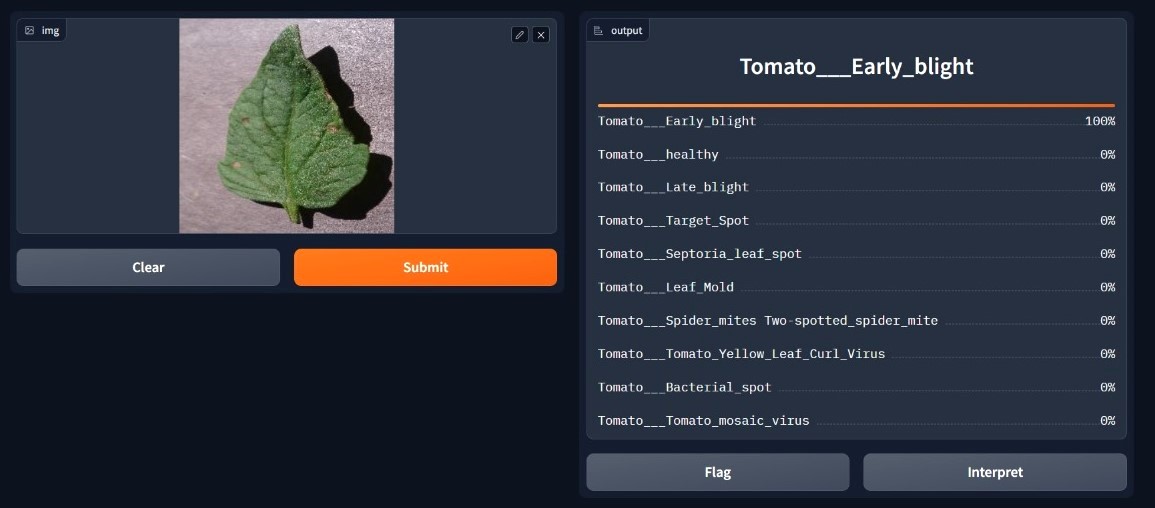 img
Clear
Submit
output
Tomato___Early_blight
Tomato___Early_blight 100%
Tomato___healthy 0%
Tomato___Late_blight 0%
Tomato___Target_Spot 0%
Tomato___Septoria_leaf_spot 0%
Tomato___Leaf_Mold 0%
Tomato___Spider_mites Two-spotted_spider_mite 0%
Tomato___Tomato_Yellow_Leaf_Curl_Virus 0%
Tomato___Bacterial_spot 0%
Tomato___Tomato_mosaic_virus 0%
Flag
Interpret